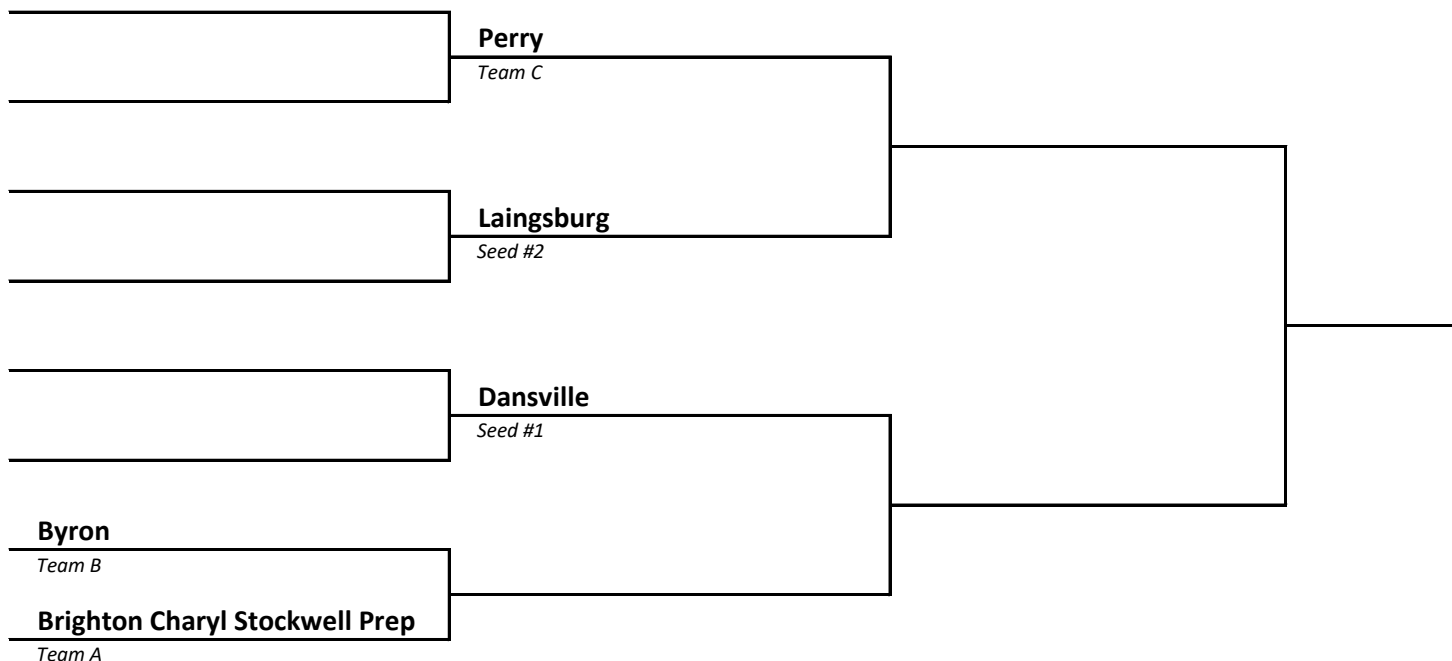 Perry
Team C
Laingsburg
Seed #2
Dansville
Seed #1
Byron
Team B
Brighton Charyl Stockwell Prep
Team A